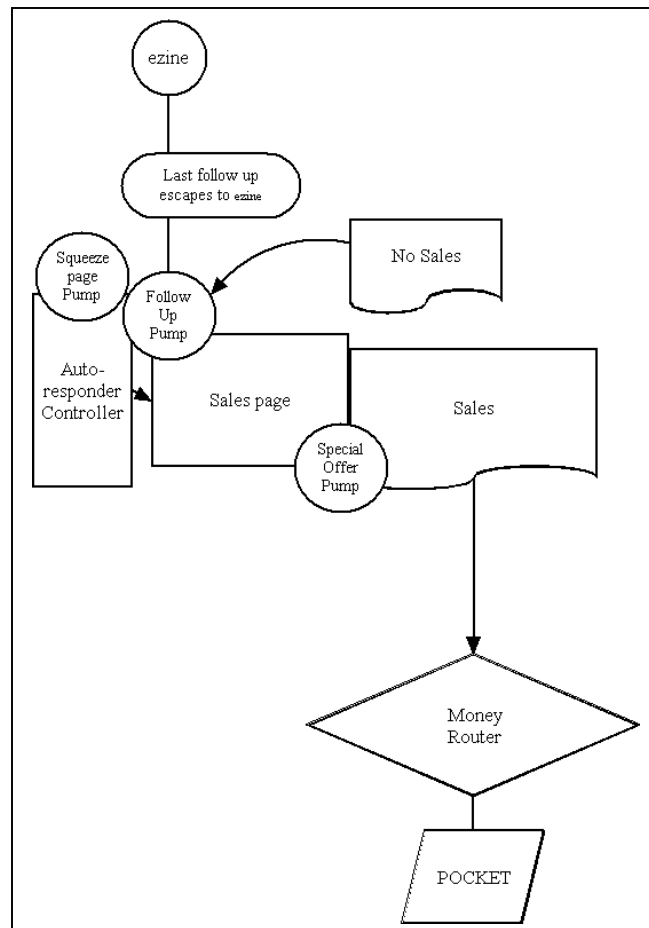 ezine
Last follow up
escapes to ezine
No Sales
Squeeze
page
Pump
Follow
Up
Pump
Auto-
responder
Controller
Sales page
Sales
Special
Offer
Pump
Money
Router
POCKET